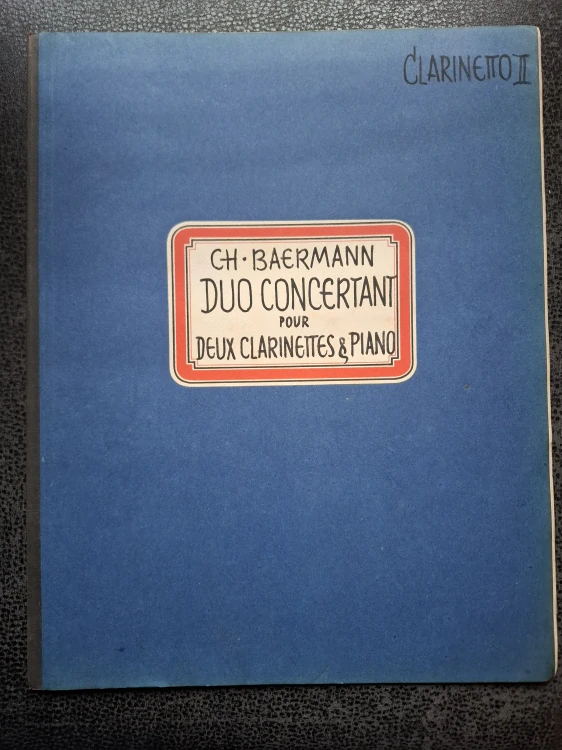 CLARINETTO II
CH · BAERMANN
DUO CONCERTANT
POUR
DEUX CLARINETTES & PIANO